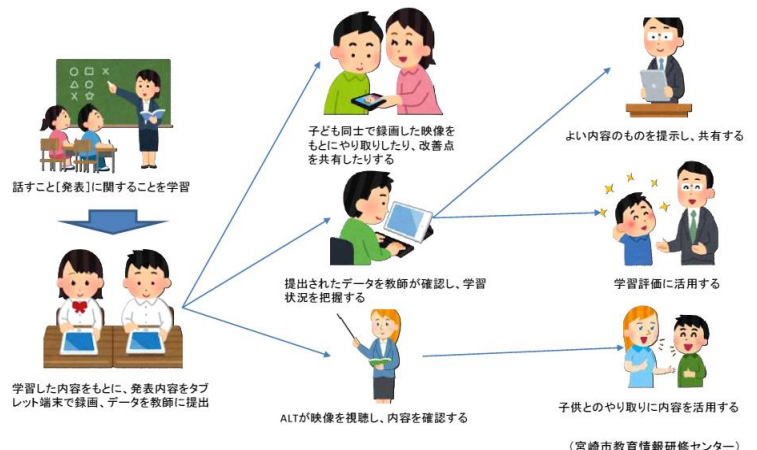 話すこと[発表]に関することを学習
学習した内容をもとに、発表内容をタブ
レット端末で録画、データを教師に提出
子ども同士で録画した映像を
もとにやり取りしたり、改善点
を共有したりする
提出されたデータを教師が確認し、学習
状況を把握する
ALTが映像を視聴し、内容を確認する
よい内容のものを提示し、共有する
学習評価に活用する
子供とのやり取りに内容を活用する
（宮崎市教育情報研修センター）